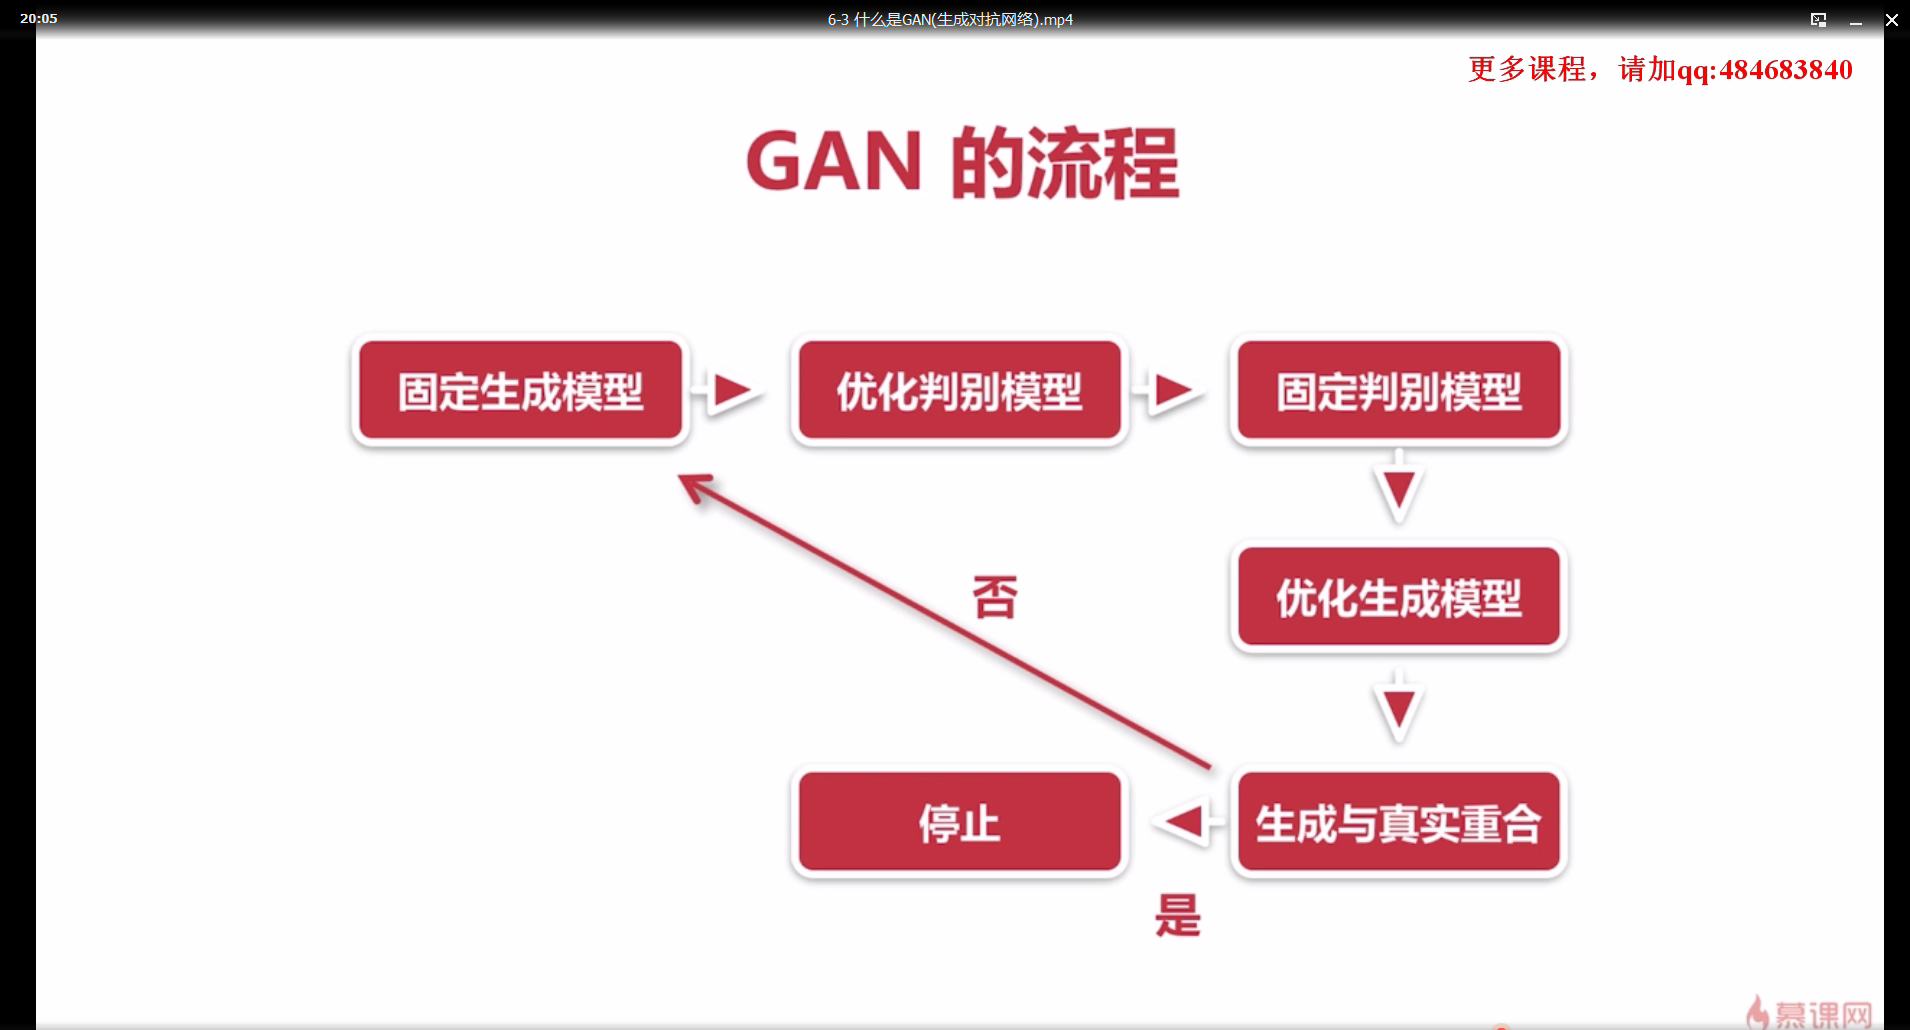 20:05
6-3 什么是GAN(生成对抗网络).mp4
更多课程，请加qq:484683840
GAN 的流程
固定生成模型
优化判别模型
固定判别模型
优化生成模型
否
生成与真实重合
停止
是
慕课网